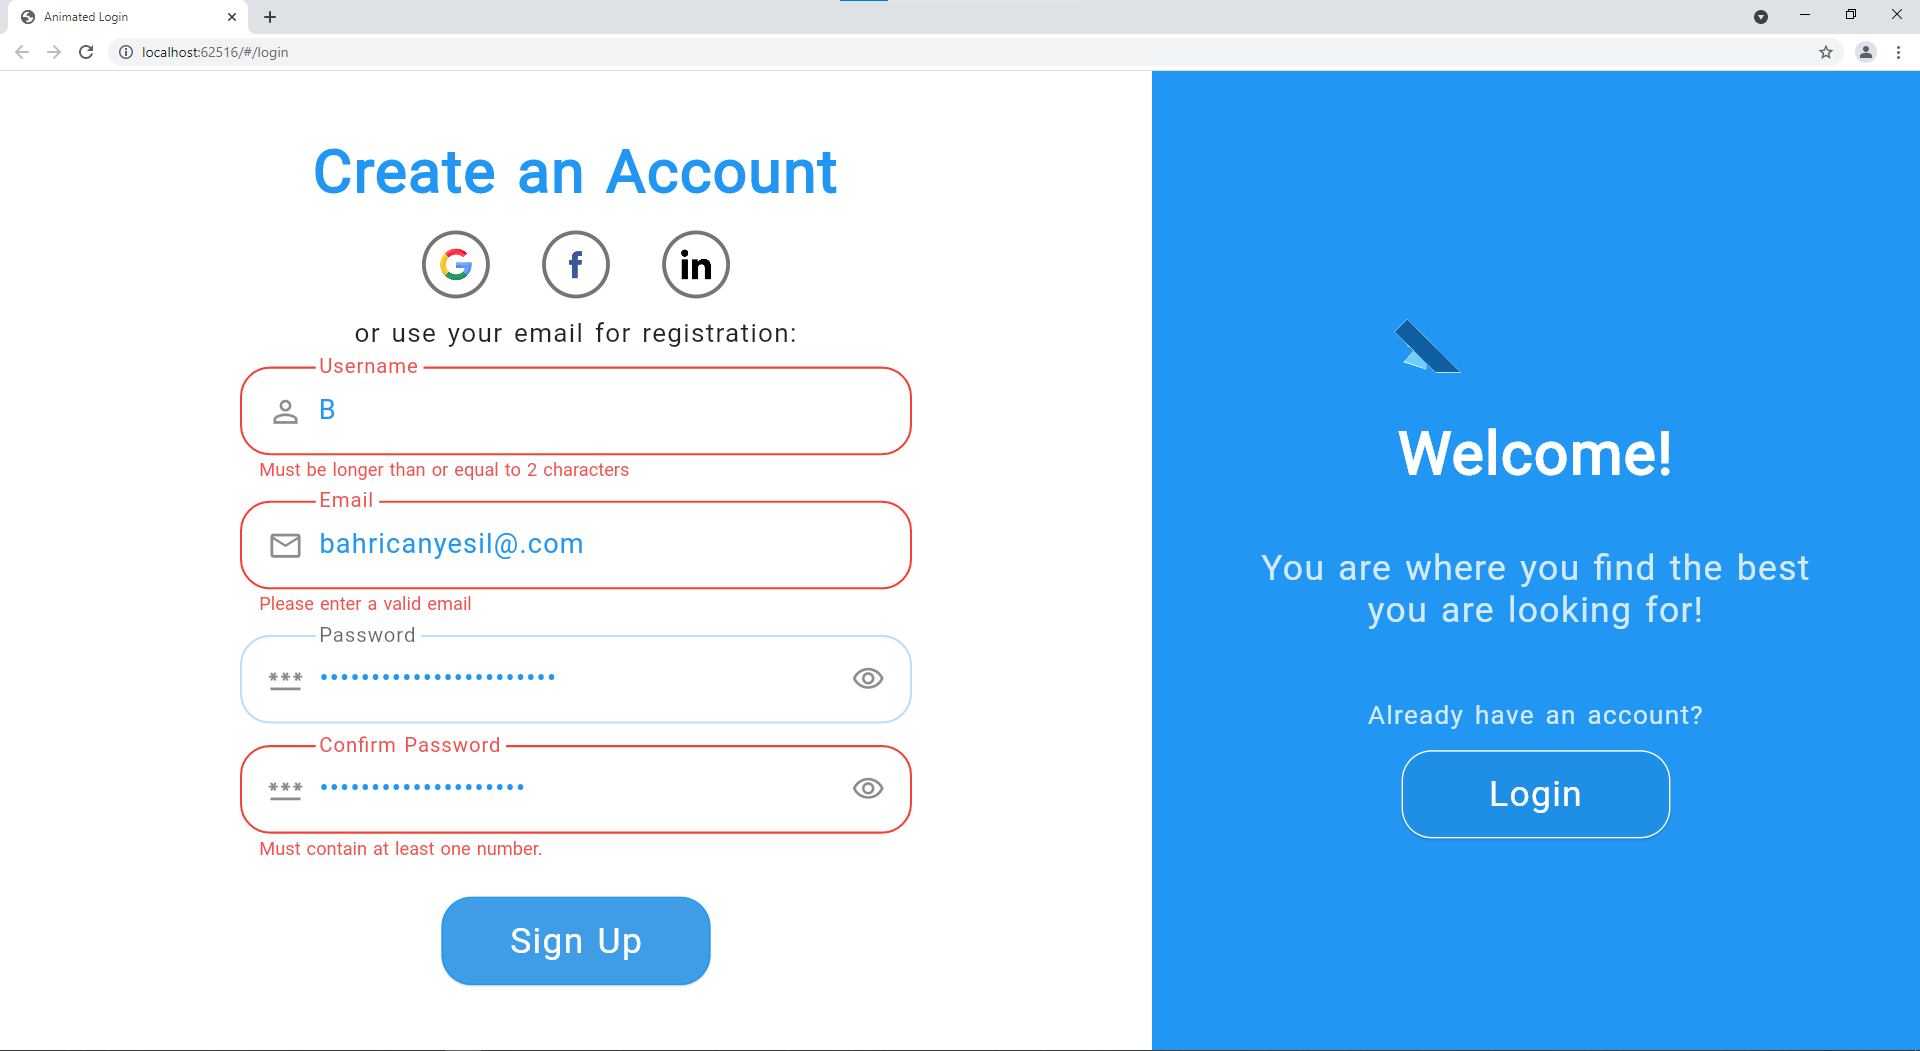 Animated Login
localhost:62516/#/login
Create an Account
G f in
or use your email for registration:
Username
B
Must be longer than or equal to 2 characters
Email
bahricanyesil@.com
Please enter a valid email
Password
***
•••••••••••••••••••••••
Confirm Password
***
••••••••••••••••••••
Must contain at least one number.
Sign Up
Welcome!
You are where you find the best
you are looking for!
Already have an account?
Login